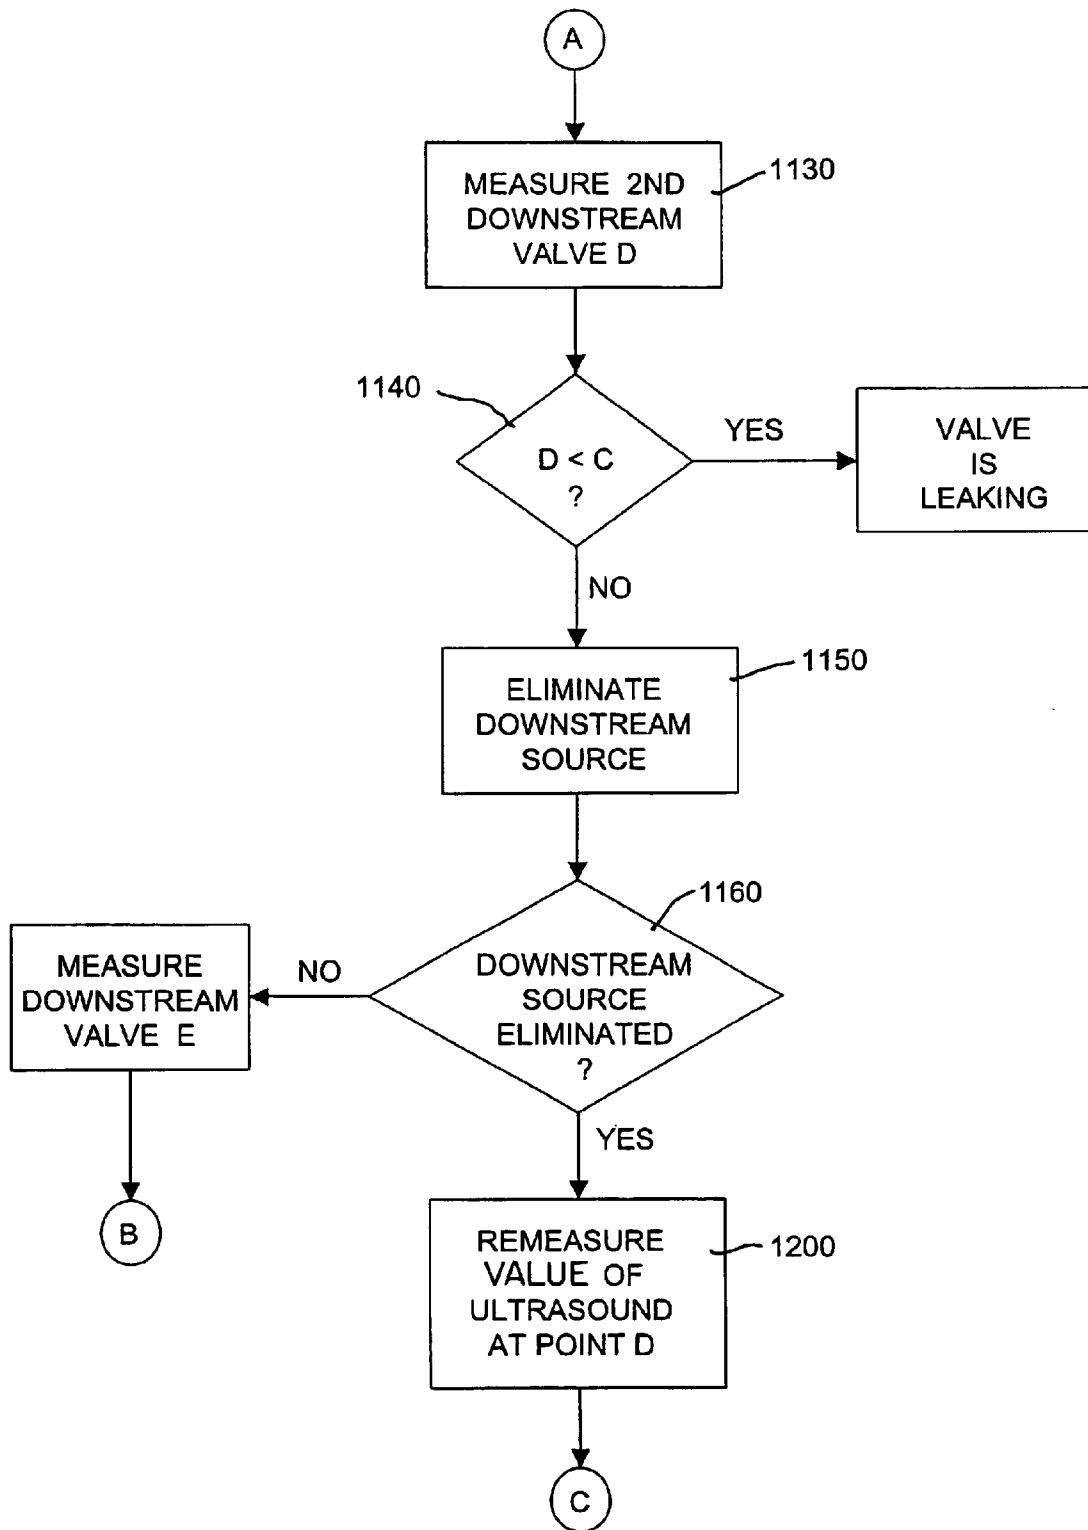 A
MEASURE 2ND
DOWNSTREAM
VALVE D
1130
1140
D < C
?
YES
VALVE
IS
LEAKING
NO
ELIMINATE
DOWNSTREAM
SOURCE
1150
1160
DOWNSTREAM
SOURCE
ELIMINATED
?
NO
MEASURE
DOWNSTREAM
VALVE E
B
YES
REMEASURE
VALUE OF
ULTRASOUND
AT POINT D
1200
C